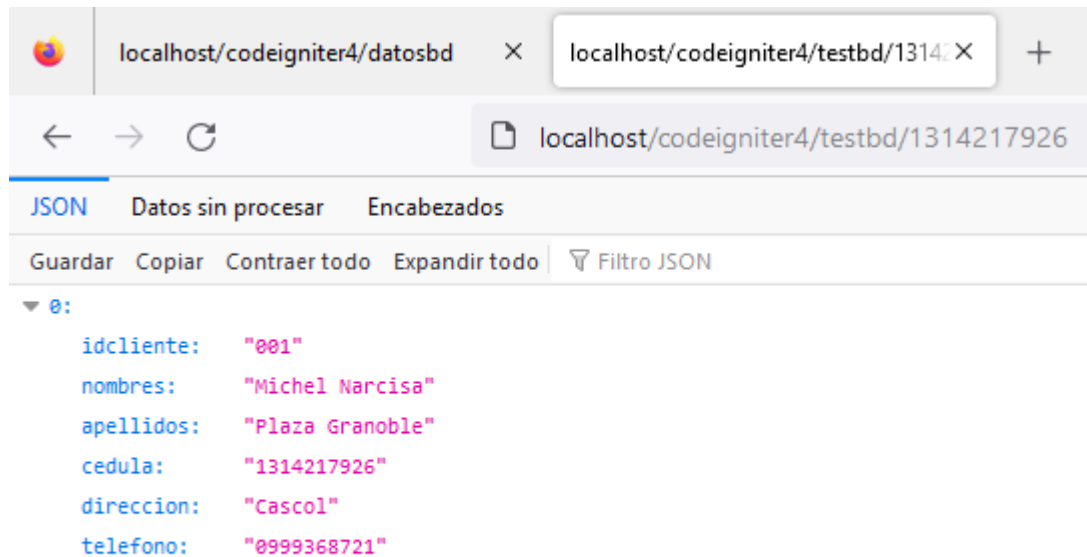 localhost/codeigniter4/datosbd
localhost/codeigniter4/testbd/13142
localhost/codeigniter4/testbd/1314217926
JSON Datos sin procesar Encabezados
Guardar Copiar Contraer todo Expandir todo Filtro JSON
0:
idcliente: "001"
nombres: "Michel Narcisa"
apellidos: "Plaza Granoble"
cedula: "1314217926"
direccion: "Cascol"
telefono: "0999368721"